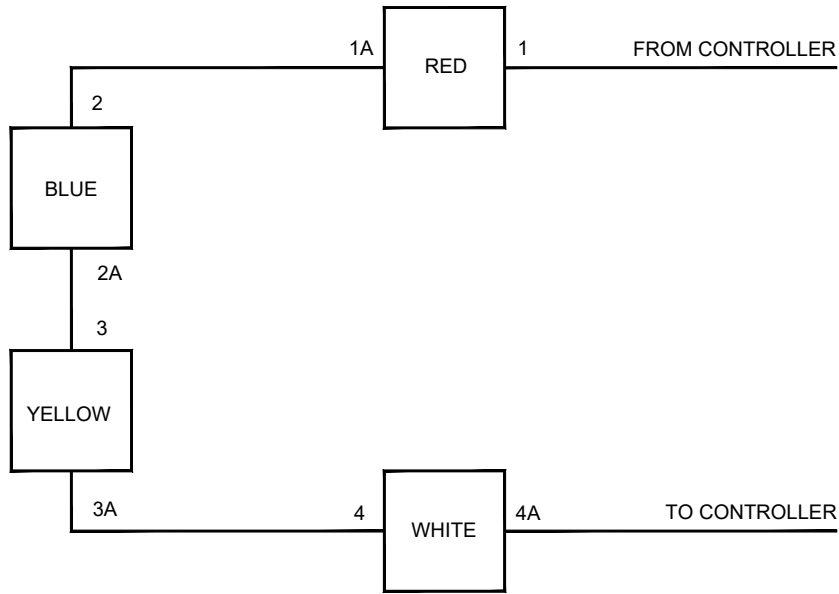 1A
1
FROM CONTROLLER
RED
2
BLUE
2A
3
YELLOW
3A
4
4A
TO CONTROLLER
WHITE